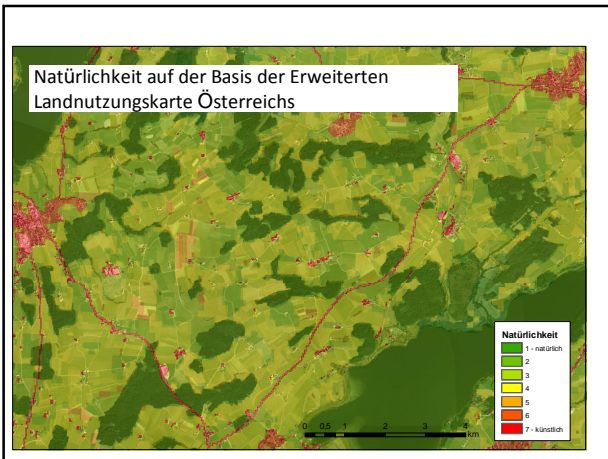 Natürlichkeit auf der Basis der Erweiterten
Landnutzungskarte Österreichs
Natürlichkeit
1 - natürlich
2
3
4
5
6
7 - künstlich
0 0,5 1 2 3 4
km